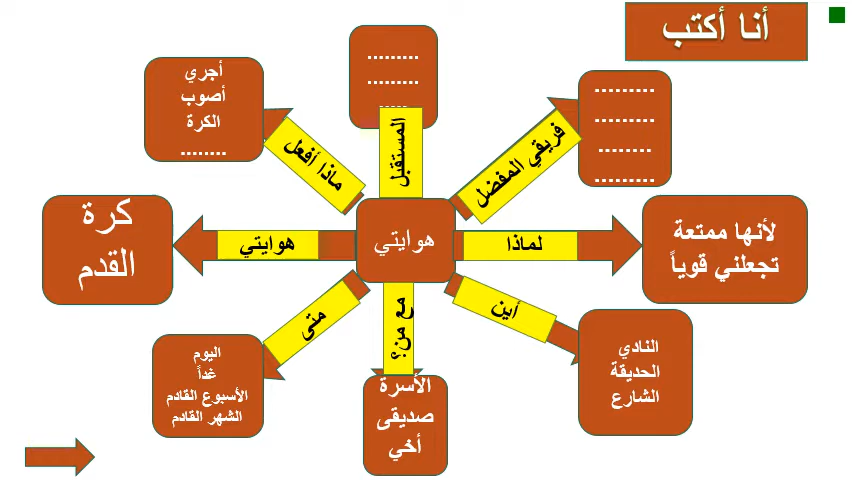 أنا أكتب
هوايتي
هوايتي
كرة
القدم
ماذا أفعل
أجري
أصوب
الكرة
........
المستقبل
.........
.........
.....
فريقي المفضل
..........
..........
........
..........
لماذا
لأنها ممتعة
تجعلني قوياً
أين
النادي
الحديقة
الشارع
مع من؟
الأسرة
صديقى
أخي
متى
اليوم
غداً
الأسبوع القادم
الشهر القادم